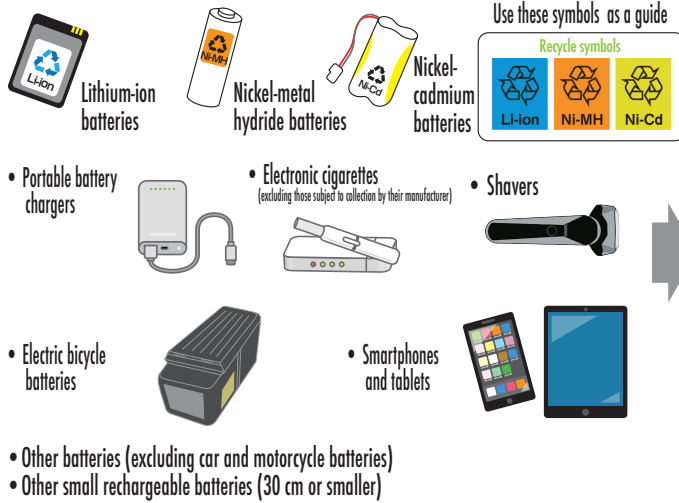 Use these symbols as a guide
Recycle symbols
Li-ion
Ni-MH
Ni-Cd
Li-ion
Lithium-ion
batteries
Ni-MH
Nickel-metal
hydride batteries
Ni-Cd
Nickel-
cadmium
batteries
• Portable battery
chargers
• Electronic cigarettes
(excluding those subject to collection by their manufacturer)
• Shavers
• Electric bicycle
batteries
• Smartphones
and tablets
• Other batteries (excluding car and motorcycle batteries)
• Other small rechargeable batteries (30 cm or smaller)